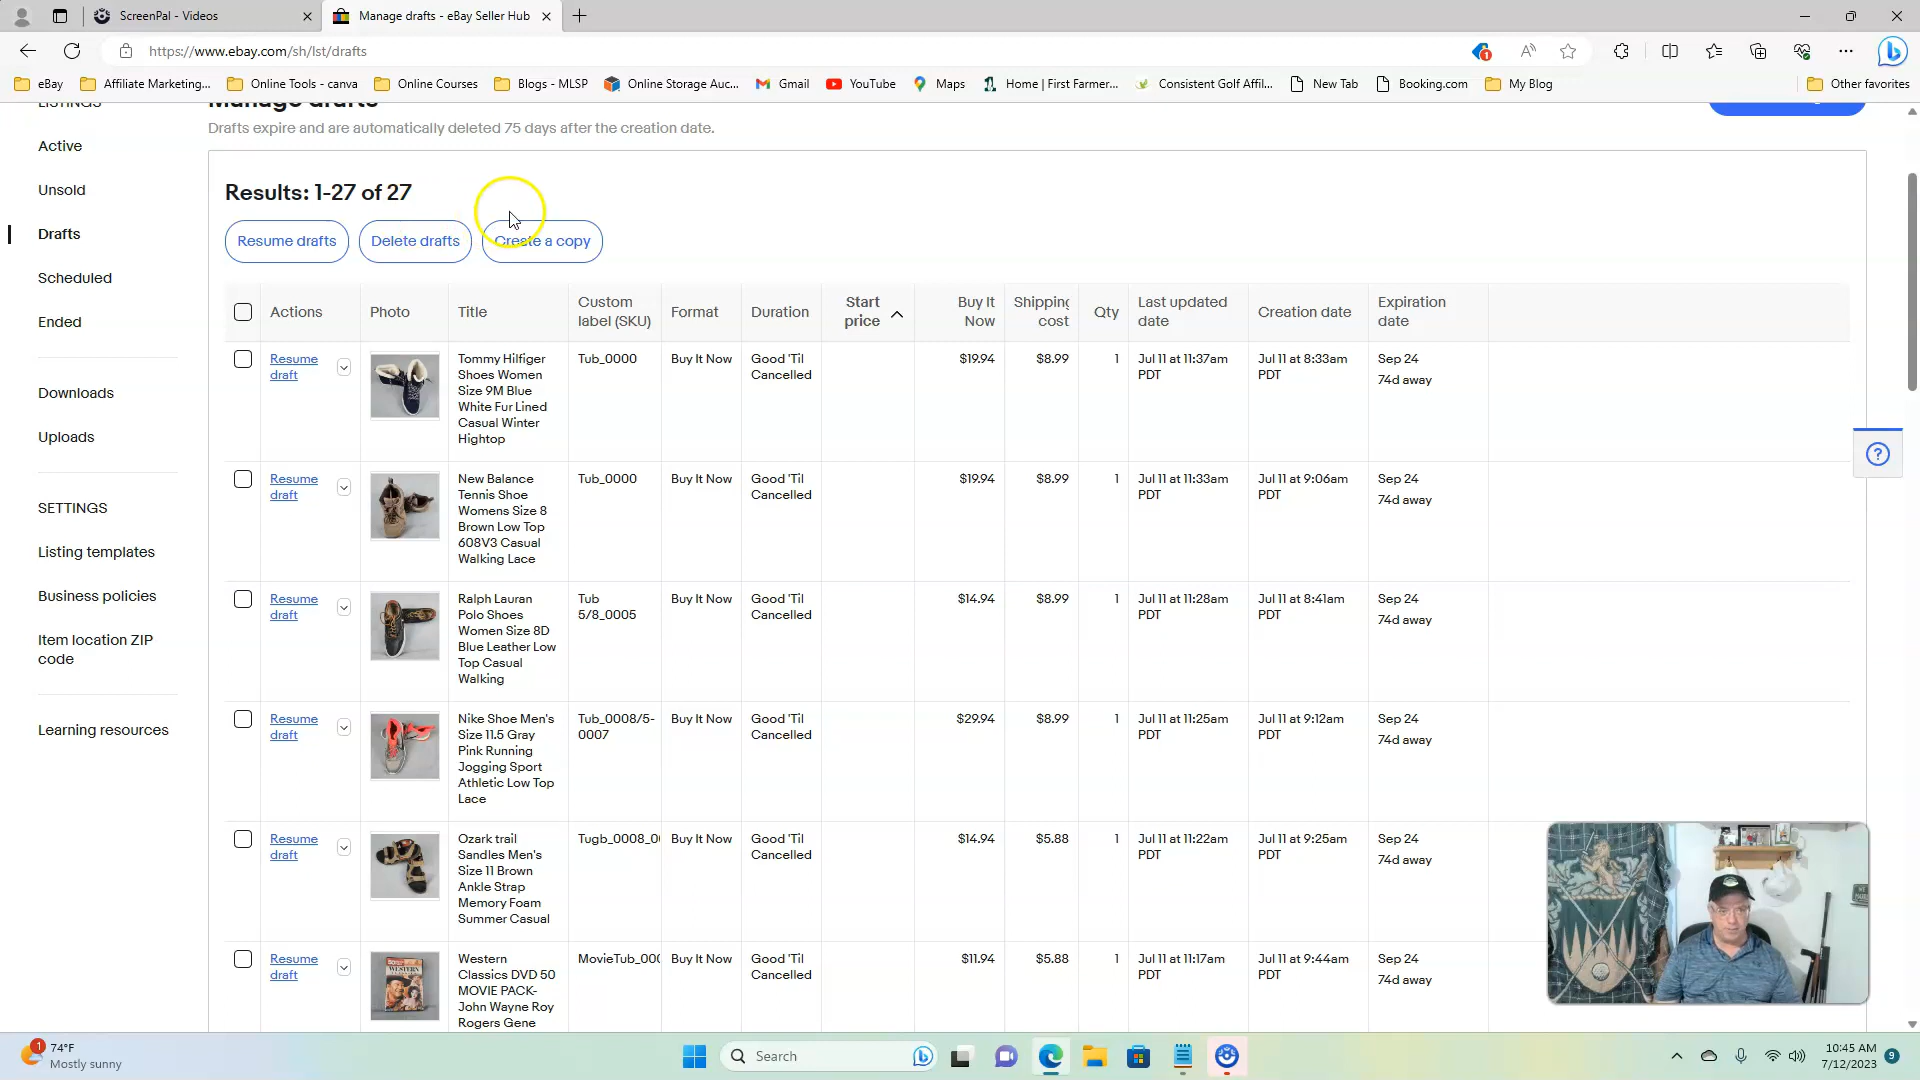 ScreenPal - Videos
Manage drafts - eBay Seller Hub
https://www.ebay.com/sh/lst/drafts
1
eBay
Affiliate Marketing...
Online Tools - canva
Online Courses
Blogs - MLSP
Online Storage Auc...
Gmail
YouTube
Maps
Home | First Farmer...
Consistent Golf Affil...
New Tab
Booking.com
My Blog
Other favorites
LISTINGS
Active
Unsold
Drafts
Scheduled
Ended
Downloads
Uploads
SETTINGS
Listing templates
Business policies
Item location ZIP
code
Learning resources
Manage drafts
Drafts expire and are automatically deleted 75 days after the creation date.
Results: 1-27 of 27
Resume drafts
Delete drafts
Create a copy
Actions
Photo
Title
Custom
label (SKU)
Format
Duration
Start
price
Buy It
Now
Shipping
cost
Qty
Last updated
date
Creation date
Expiration
date
Resume
draft
Tommy Hilfiger
Shoes Women
Size 9M Blue
White Fur Lined
Casual Winter
Hightop
Tub_0000
Buy It Now
Good 'Til
Cancelled
$19.94
$8.99
1
Jul 11 at 11:37am
PDT
Jul 11 at 8:33am
PDT
Sep 24
74d away
Resume
draft
New Balance
Tennis Shoe
Womens Size 8
Brown Low Top
608V3 Casual
Walking Lace
Tub_0000
Buy It Now
Good 'Til
Cancelled
$19.94
$8.99
1
Jul 11 at 11:33am
PDT
Jul 11 at 9:06am
PDT
Sep 24
74d away
Resume
draft
Ralph Lauran
Polo Shoes
Women Size 8D
Blue Leather Low
Top Casual
Walking
Tub
5/8_0005
Buy It Now
Good 'Til
Cancelled
$14.94
$8.99
1
Jul 11 at 11:28am
PDT
Jul 11 at 8:41am
PDT
Sep 24
74d away
Resume
draft
Nike Shoe Men's
Size 11.5 Gray
Pink Running
Jogging Sport
Athletic Low Top
Lace
Tub_0008/5-
0007
Buy It Now
Good 'Til
Cancelled
$29.94
$8.99
1
Jul 11 at 11:25am
PDT
Jul 11 at 9:12am
PDT
Sep 24
74d away
Resume
draft
Ozark trail
Sandles Men's
Size 11 Brown
Ankle Strap
Memory Foam
Summer Casual
Tugb_0008_0
Buy It Now
Good 'Til
Cancelled
$14.94
$5.88
1
Jul 11 at 11:22am
PDT
Jul 11 at 9:25am
PDT
Sep 24
74d away
Resume
draft
WESTERN
Western
Classics DVD 50
MOVIE PACK-
John Wayne Roy
Rogers Gene
MovieTub_00
Buy It Now
Good 'Til
Cancelled
$11.94
$5.88
1
Jul 11 at 11:17am
PDT
Jul 11 at 9:44am
PDT
Sep 24
74d away
1
74°F
Mostly sunny
Search
10:45 AM
7/12/2023
9